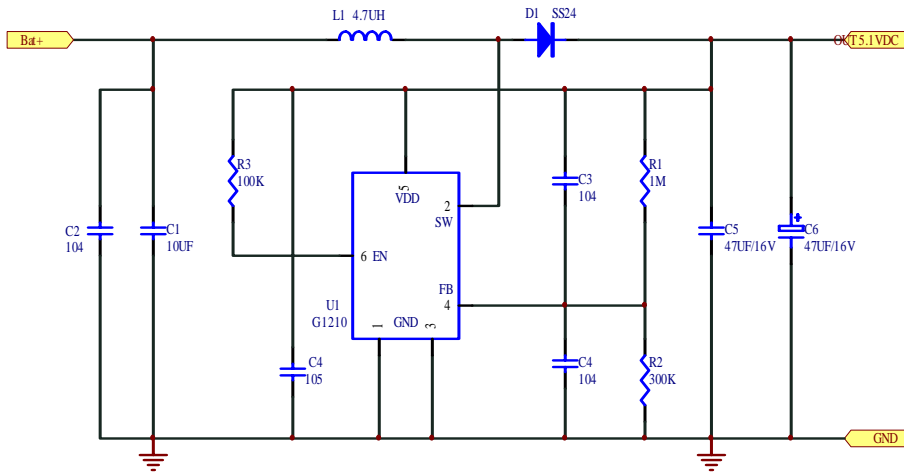 L1 4.7UH
D1 SS24
Bat+
OUT 5.1VDC
R3
100K
5
VDD
2
SW
C3
104
R1
1M
C2
104
C1
10UF
6 EN
C5
47UF/16V
+
C6
47UF/16V
FB
4
U1
G1210
1 GND 3
C4
105
C4
104
R2
300K
GND